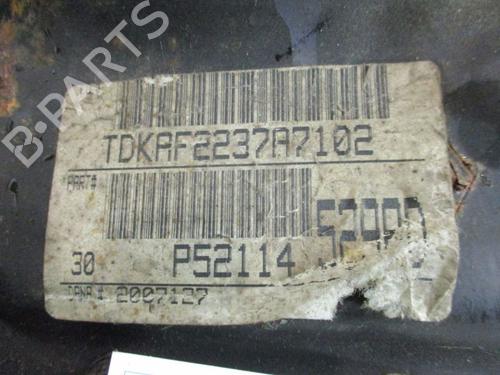 B-PARTS
TDKAF2237A7102
PART#
30 P52114
DANA # 2007127